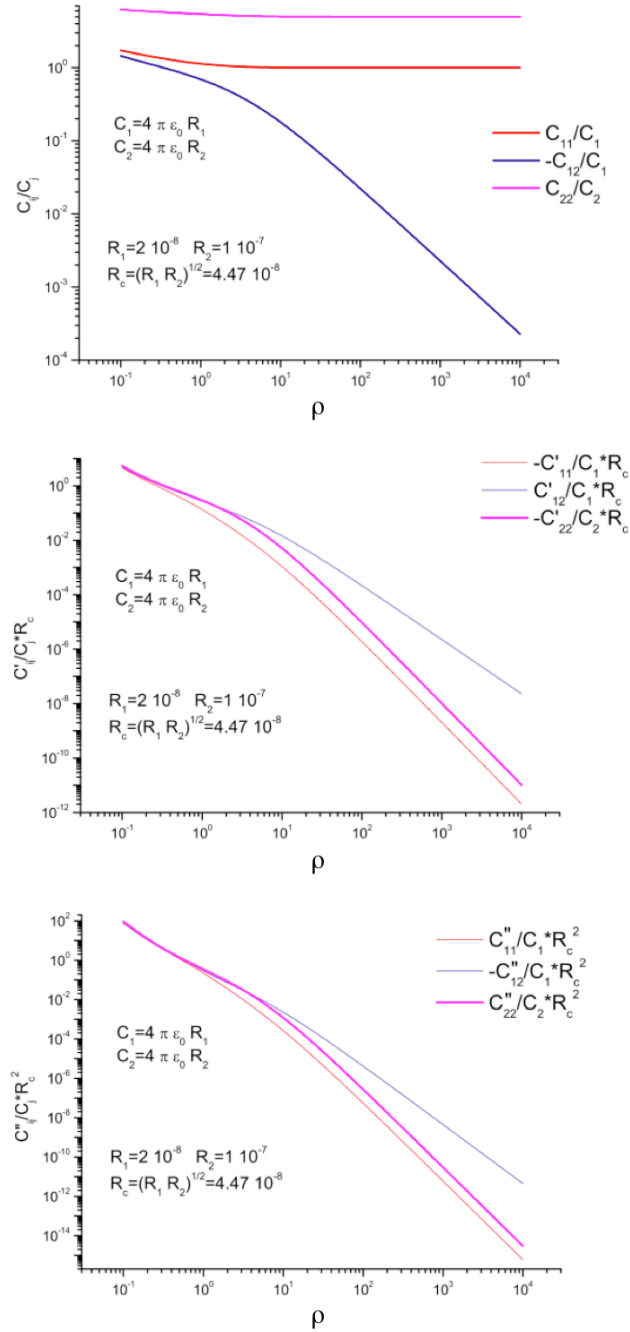 10⁰
10⁻¹
10⁻²
10⁻³
10⁻⁴
C_ij/C_j
C₁=4 π ε₀ R₁
C₂=4 π ε₀ R₂
R₁=2 10⁻⁸ R₂=1 10⁻⁷
R_c=(R₁ R₂)^1/2=4.47 10⁻⁸
C₁₁/C₁
-C₁₂/C₁
C₂₂/C₂
10⁻¹ 10⁰ 10¹ 10² 10³ 10⁴
ρ
10⁰
10⁻²
10⁻⁴
10⁻⁶
10⁻⁸
10⁻¹⁰
10⁻¹²
C'_ij/C_j*R_c
-C'₁₁/C₁*R_c
C'₁₂/C₁*R_c
-C'₂₂/C₂*R_c
C₁=4 π ε₀ R₁
C₂=4 π ε₀ R₂
R₁=2 10⁻⁸ R₂=1 10⁻⁷
R_c=(R₁ R₂)^1/2=4.47 10⁻⁸
10⁻¹ 10⁰ 10¹ 10² 10³ 10⁴
ρ
10²
10⁰
10⁻²
10⁻⁴
10⁻⁶
10⁻⁸
10⁻¹⁰
10⁻¹²
10⁻¹⁴
C"_ij/C_j*R_c²
C"₁₁/C₁*R_c²
-C"₁₂/C₁*R_c²
C"₂₂/C₂*R_c²
C₁=4 π ε₀ R₁
C₂=4 π ε₀ R₂
R₁=2 10⁻⁸ R₂=1 10⁻⁷
R_c=(R₁ R₂)^1/2=4.47 10⁻⁸
10⁻¹ 10⁰ 10¹ 10² 10³ 10⁴
ρ